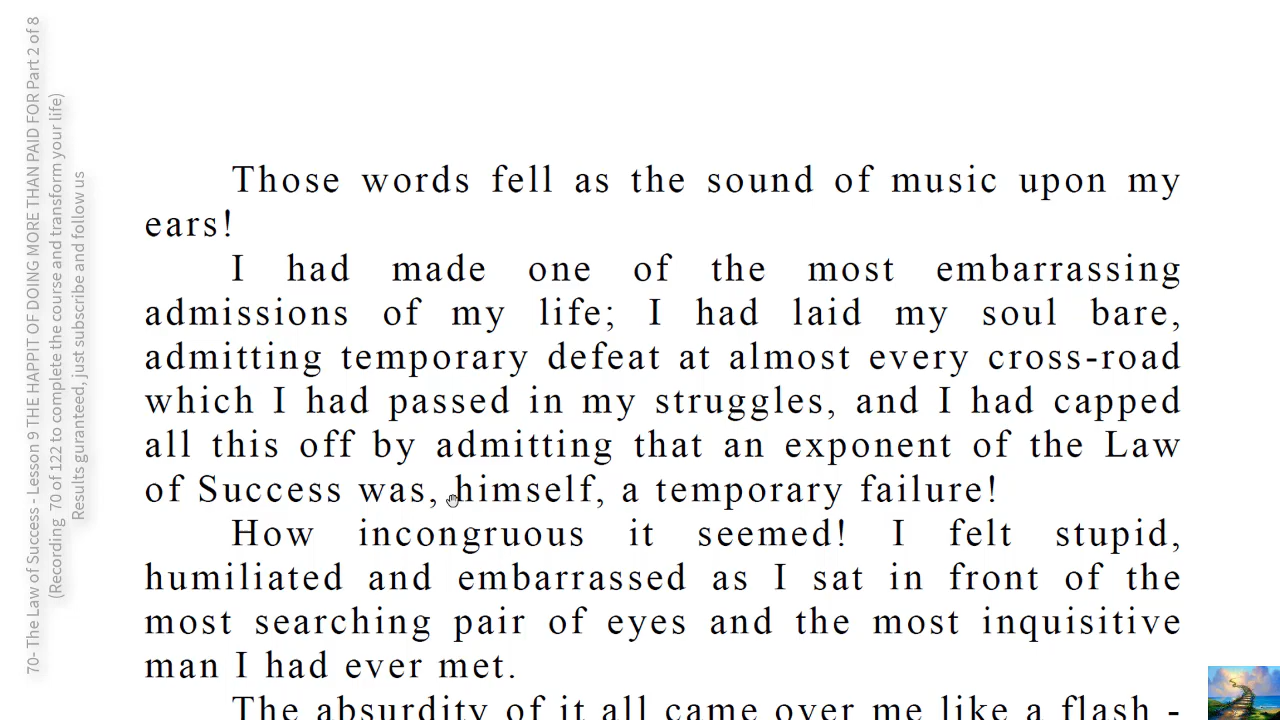 70- The Law of Success - Lesson 9 THE HAPPIT OF DOING MORE THAN PAID FOR Part 2 of 8
(Recording 70 of 122 to complete the course and transform your life)
Results guranteed, just subscribe and follow us
Those words fell as the sound of music upon my
ears!
I had made one of the most embarrassing
admissions of my life; I had laid my soul bare,
admitting temporary defeat at almost every cross-road
which I had passed in my struggles, and I had capped
all this off by admitting that an exponent of the Law
of Success was, himself, a temporary failure!
How incongruous it seemed! I felt stupid,
humiliated and embarrassed as I sat in front of the
most searching pair of eyes and the most inquisitive
man I had ever met.
The absurdity of it all came over me like a flash -